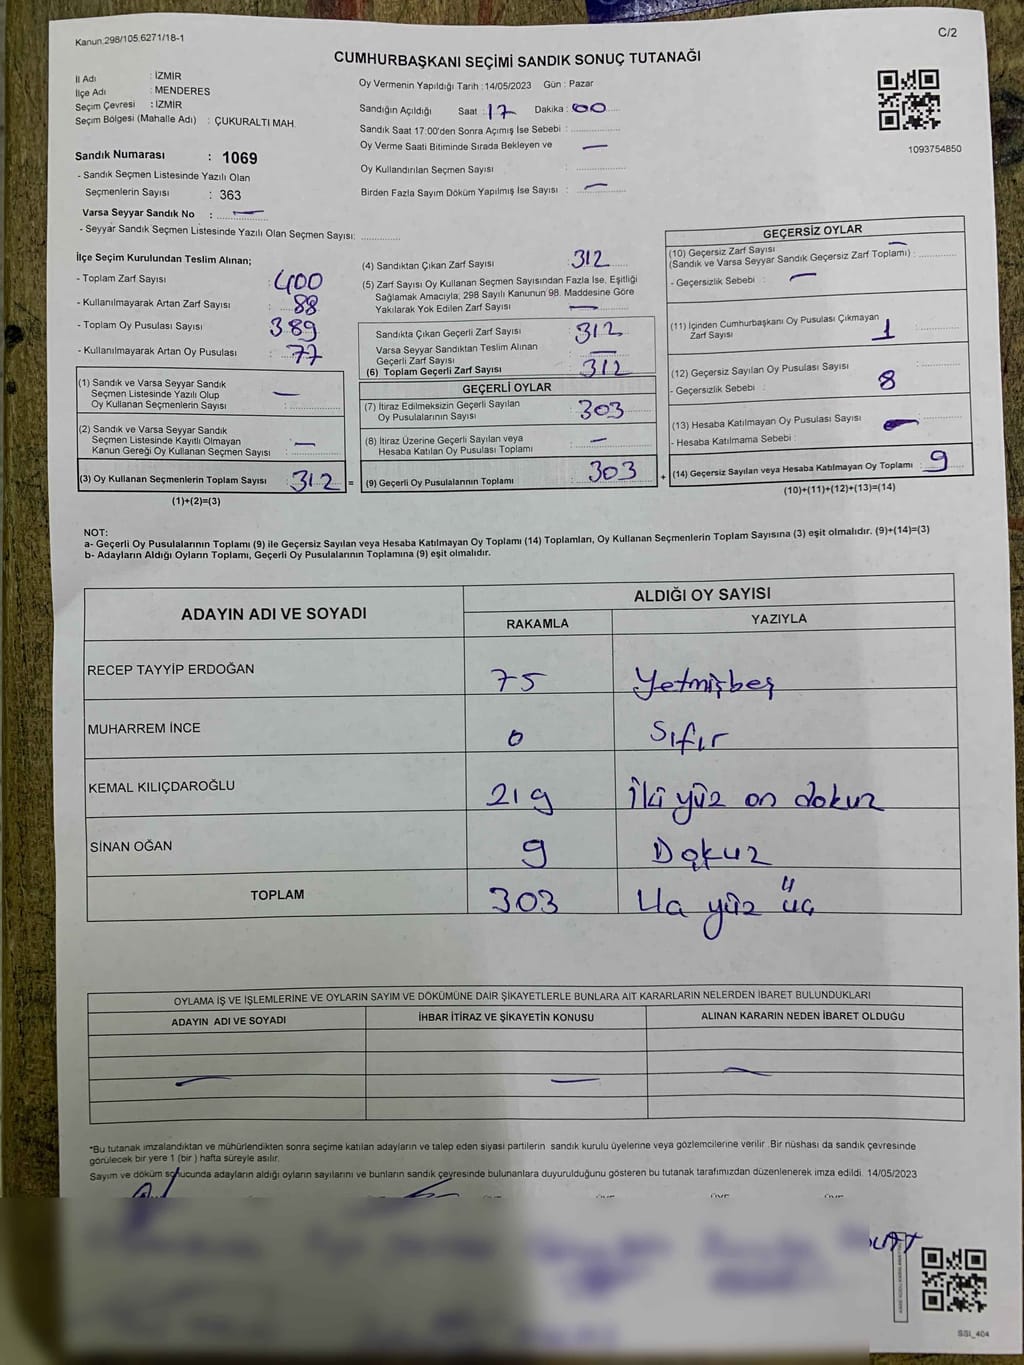 Kanun.298/105.6271/18-1
C/2
CUMHURBAŞKANI SEÇİMİ SANDIK SONUÇ TUTANAĞI
İl Adı : İZMİR
İlçe Adı : MENDERES
Seçim Çevresi : İZMİR
Seçim Bölgesi (Mahalle Adı) : ÇUKURALTI MAH.
Sandık Numarası : 1069
- Sandık Seçmen Listesinde Yazılı Olan
Seçmenlerin Sayısı : 363
Varsa Seyyar Sandık No : —
- Seyyar Sandık Seçmen Listesinde Yazılı Olan Seçmen Sayısı: ............
Oy Vermenin Yapıldığı Tarih : 14/05/2023 Gün : Pazar
Sandığın Açıldığı Saat : 17 Dakika : 00
Sandık Saat 17:00'den Sonra Açımış İse Sebebi : ............
Oy Verme Saati Bitiminde Sırada Bekleyen ve —
Oy Kullandırılan Seçmen Sayısı : ............
Birden Fazla Sayım Döküm Yapılmış İse Sayısı : —
1093754850
İlçe Seçim Kurulundan Teslim Alınan;
- Toplam Zarf Sayısı : 400
- Kullanılmayarak Artan Zarf Sayısı : 88
- Toplam Oy Pusulası Sayısı : 389
- Kullanılmayarak Artan Oy Pusulası : 77
(1) Sandık ve Varsa Seyyar Sandık
Seçmen Listesinde Yazılı Olup —
Oy Kullanan Seçmenlerin Sayısı :
(2) Sandık ve Varsa Seyyar Sandık
Seçmen Listesinde Kayıtlı Olmayan —
Kanun Gereği Oy Kullanan Seçmen Sayısı :
(3) Oy Kullanan Seçmenlerin Toplam Sayısı : 312 =
(1)+(2)=(3)
(4) Sandıktan Çıkan Zarf Sayısı 312
(5) Zarf Sayısı Oy Kullanan Seçmen Sayısından Fazla İse, Eşitliği
Sağlamak Amacıyla; 298 Sayılı Kanunun 98. Maddesine Göre
Yakılarak Yok Edilen Zarf Sayısı : —
Sandıkta Çıkan Geçerli Zarf Sayısı : 312
Varsa Seyyar Sandıktan Teslim Alınan
Geçerli Zarf Sayısı : —
(6) Toplam Geçerli Zarf Sayısı : 312
GEÇERLİ OYLAR
(7) İtiraz Edilmeksizin Geçerli Sayılan
Oy Pusulalarının Sayısı : 303
(8) İtiraz Üzerine Geçerli Sayılan veya —
Hesaba Katılan Oy Pusulası Toplamı :
(9) Geçerli Oy Pusulalarının Toplamı : 303 +
GEÇERSİZ OYLAR
(10) Geçersiz Zarf Sayısı —
(Sandık ve Varsa Seyyar Sandık Geçersiz Zarf Toplamı) : ............
- Geçersizlik Sebebi : —
(11) İçinden Cumhurbaşkanı Oy Pusulası Çıkmayan
Zarf Sayısı : 1
(12) Geçersiz Sayılan Oy Pusulası Sayısı : 8
- Geçersizlik Sebebi :
(13) Hesaba Katılmayan Oy Pusulası Sayısı : —
- Hesaba Katılmama Sebebi :
(14) Geçersiz Sayılan veya Hesaba Katılmayan Oy Toplamı : 9
(10)+(11)+(12)+(13)=(14)
NOT:
a- Geçerli Oy Pusulalarının Toplamı (9) ile Geçersiz Sayılan veya Hesaba Katılmayan Oy Toplamı (14) Toplamları, Oy Kullanan Seçmenlerin Toplam Sayısına (3) eşit olmalıdır. (9)+(14)=(3)
b- Adayların Aldığı Oyların Toplamı, Geçerli Oy Pusulalarının Toplamına (9) eşit olmalıdır.
ADAYIN ADI VE SOYADI
ALDIĞI OY SAYISI
RAKAMLA YAZIYLA
RECEP TAYYİP ERDOĞAN 75 Yetmişbeş
MUHARREM İNCE 0 Sıfır
KEMAL KILIÇDAROĞLU 219 İki yüz on dokuz
SİNAN OĞAN 9 Dokuz
TOPLAM 303 yüz üç
OYLAMA İŞ VE İŞLEMLERİNE VE OYLARIN SAYIM VE DÖKÜMÜNE DAİR ŞİKAYETLERLE BUNLARA AİT KARARLARIN NELERDEN İBARET BULUNDUKLARI
ADAYIN ADI VE SOYADI İHBAR İTİRAZ VE ŞİKAYETİN KONUSU ALINAN KARARIN NEDEN İBARET OLDUĞU
— — —
*Bu tutanak imzalandıktan ve mühürlendikten sonra seçime katılan adayların ve talep eden siyasi partilerin sandık kurulu üyelerine veya gözlemcilerine verilir .Bir nüshası da sandık çevresinde
görülecek bir yere 1 (bir ) hafta süreyle asılır.
Sayım ve döküm sonucunda adayların aldığı oyların sayılarını ve bunların sandık çevresinde bulunanlara duyurulduğunu gösteren bu tutanak tarafımızdan düzenlenerek imza edildi. 14/05/2023
SSI_404